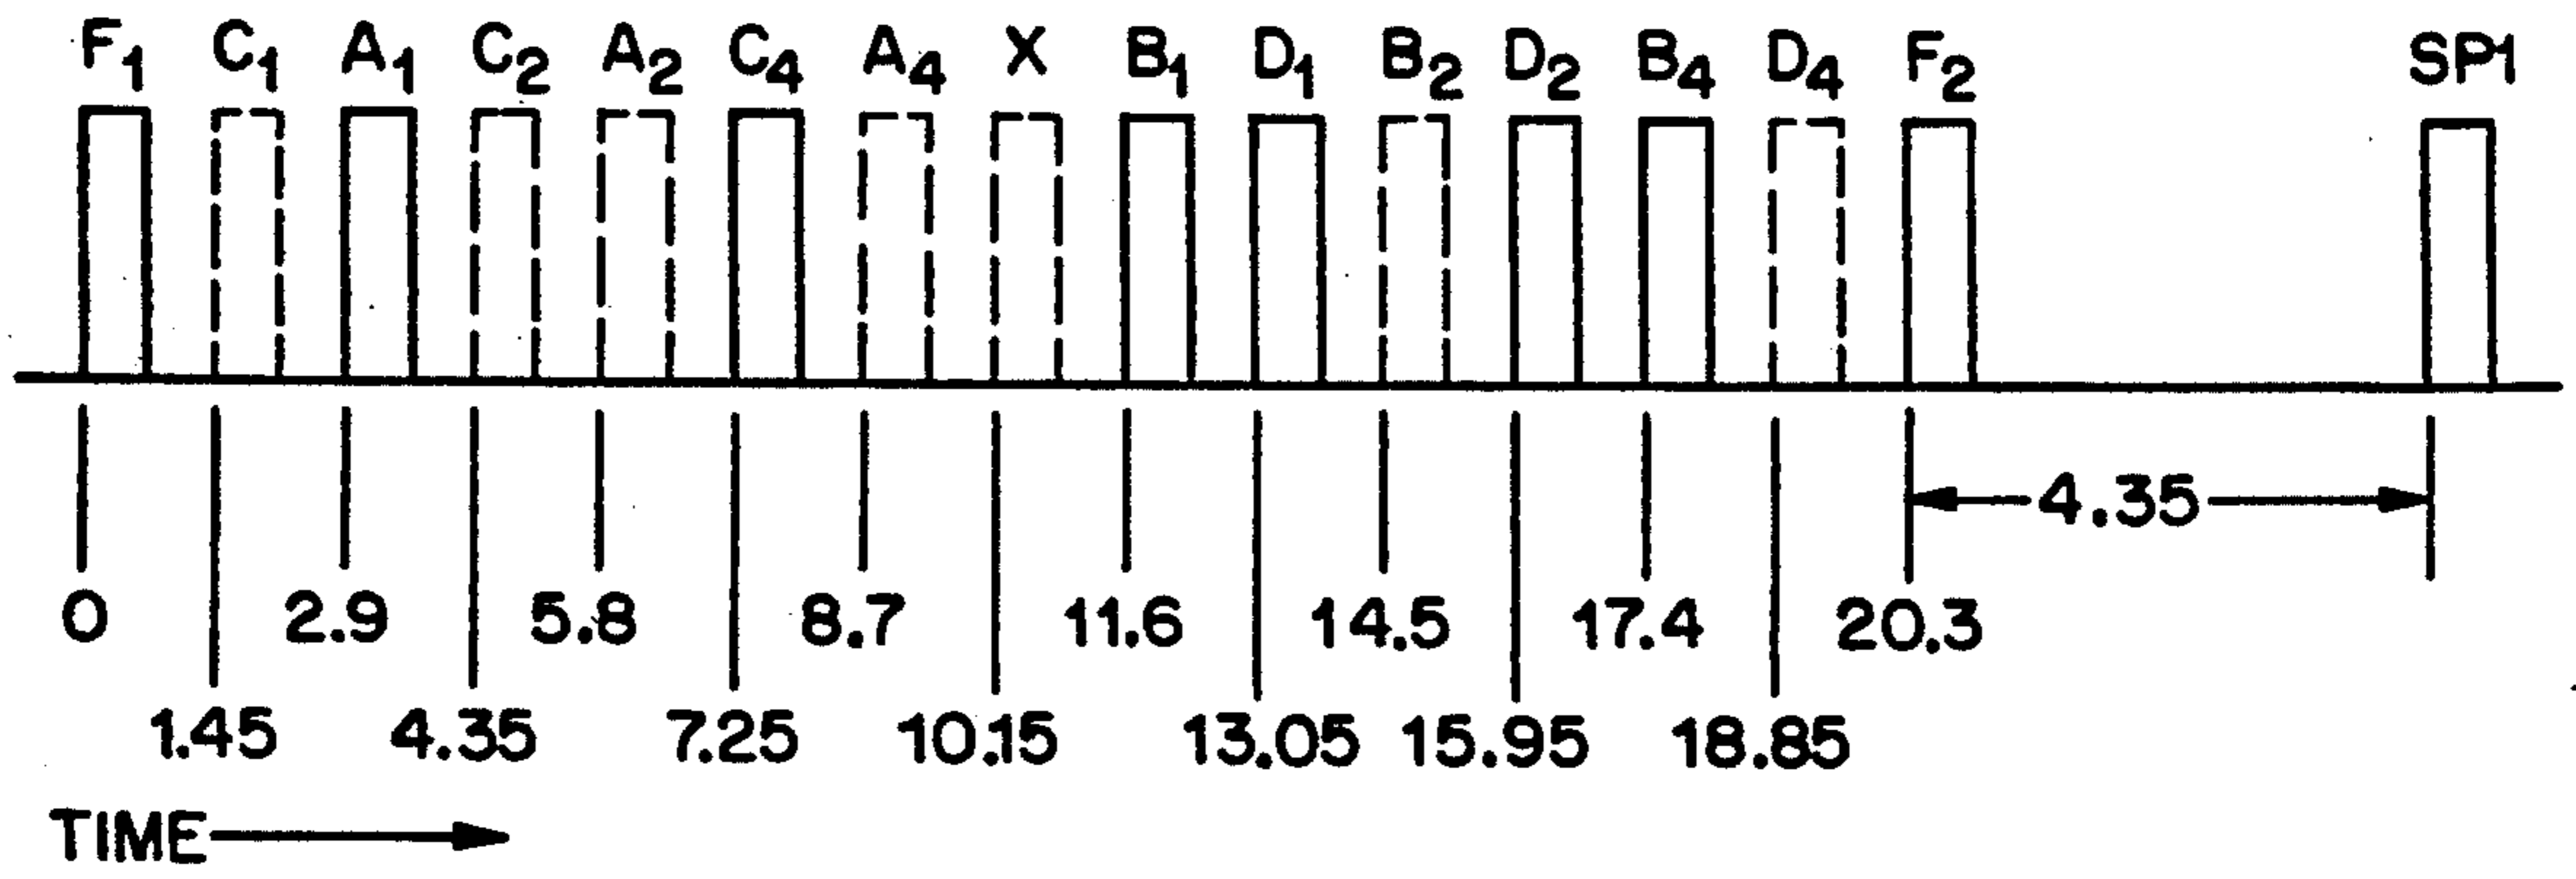 F₁ C₁ A₁ C₂ A₂ C₄ A₄ X B₁ D₁ B₂ D₂ B₄ D₄ F₂ SP1
4.35
0 2.9 5.8 8.7 11.6 14.5 17.4 20.3
1.45 4.35 7.25 10.15 13.05 15.95 18.85
TIME